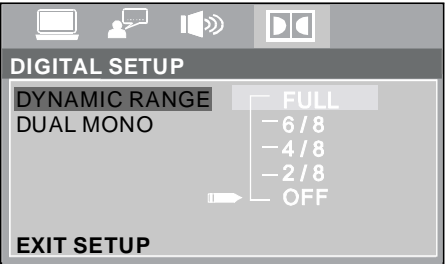 DIGITAL SETUP
DYNAMIC RANGE FULL
DUAL MONO 6/8
4/8
2/8
OFF
EXIT SETUP